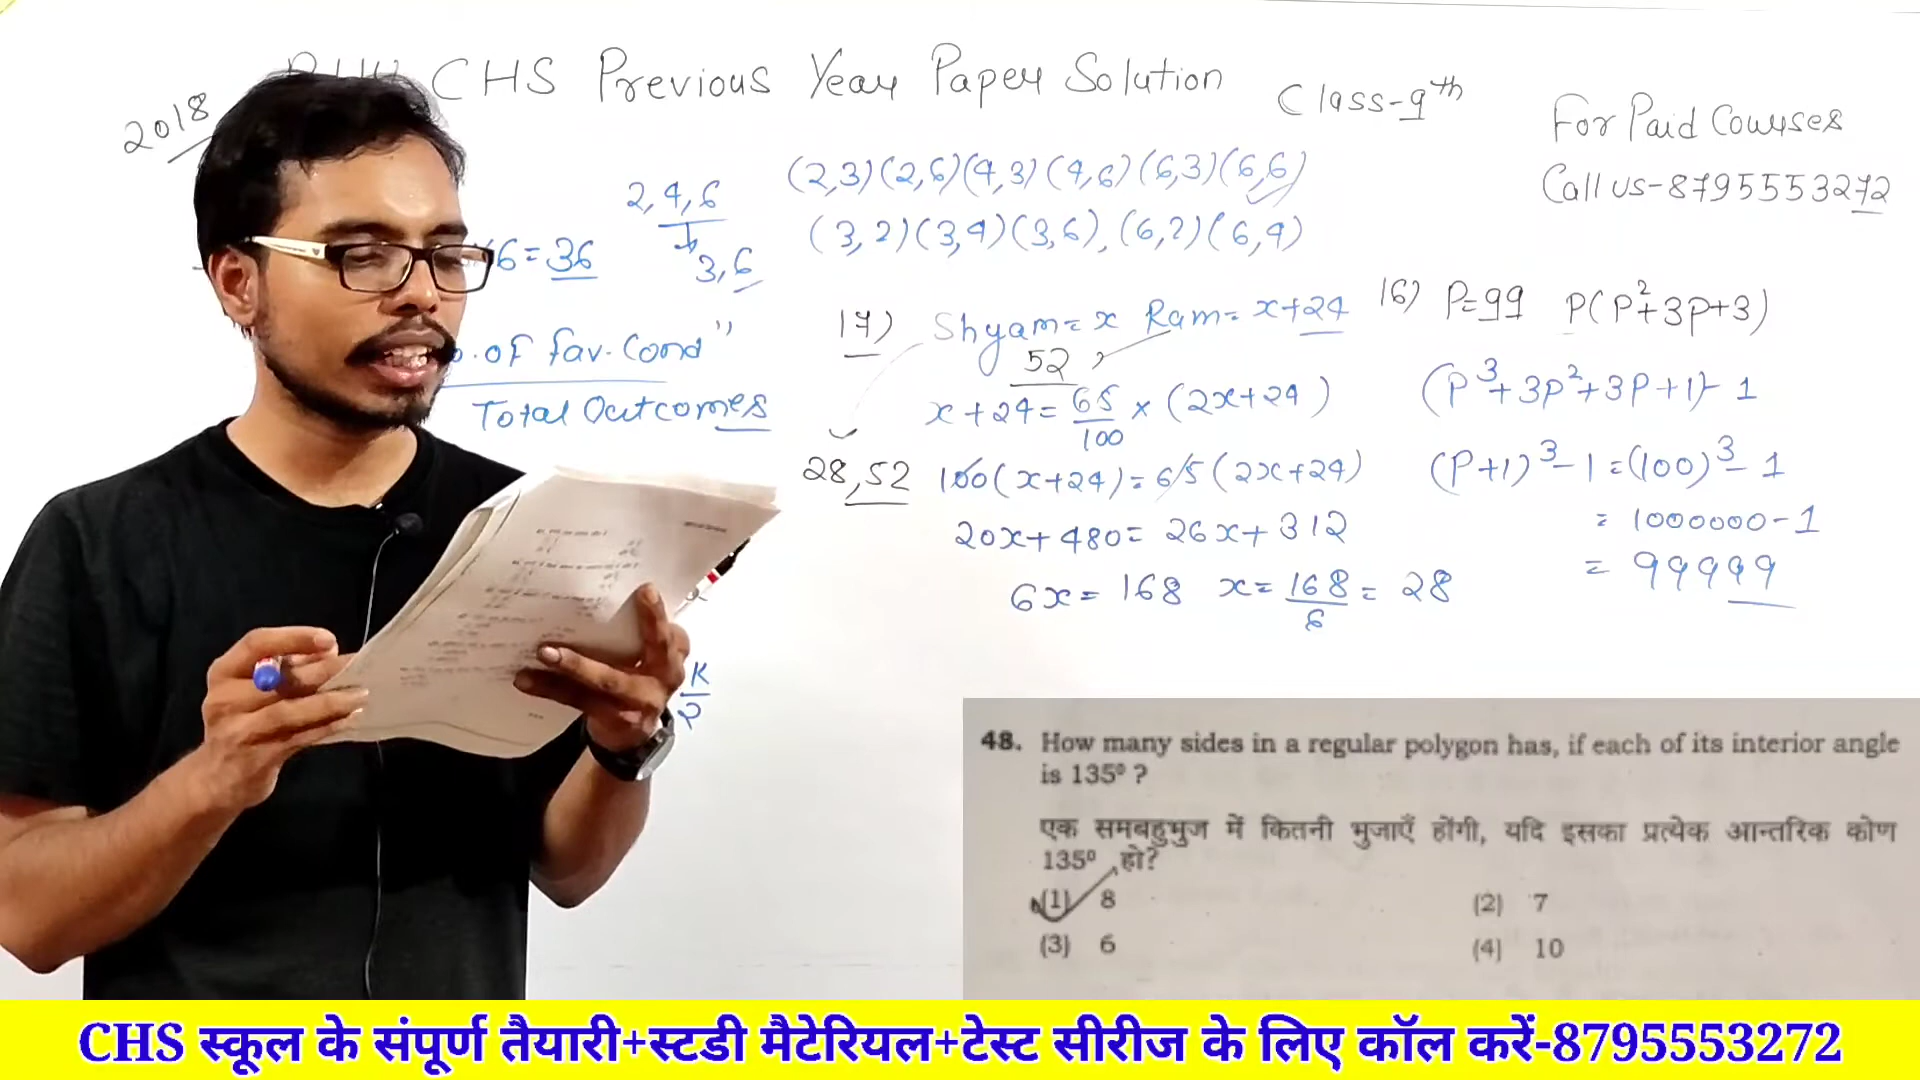 CHS Previous Year Paper Solution
Class-9th
2018
For Paid Courses
Call us-8795553272
(2,3)(2,6)(4,3)(4,6)(6,3)(6,6)
2,4,6
(3,2)(3,4)(3,6),(6,2)(6,4)
6=36
3,6
16) P=99 P(P²+3P+3)
17) Shyam=x Ram=x+24
of fav. Cond"
52
(P³+3P²+3P+1)-1
Total Outcomes
x+24=65/100×(2x+24)
28,52
100(x+24)=65(2x+24)
(P+1)³-1=(100)³-1
20x+480=26x+312
=1000000-1
6x=168 x=168/6=28
=99999
K/2
48. How many sides in a regular polygon has, if each of its interior angle
is 135° ?
एक समबहुभुज में कितनी भुजाएँ होंगी, यदि इसका प्रत्येक आन्तरिक कोण
135° हो?
(1) 8 (2) 7
(3) 6 (4) 10
CHS स्कूल के संपूर्ण तैयारी+स्टडी मैटेरियल+टेस्ट सीरीज के लिए कॉल करें-8795553272